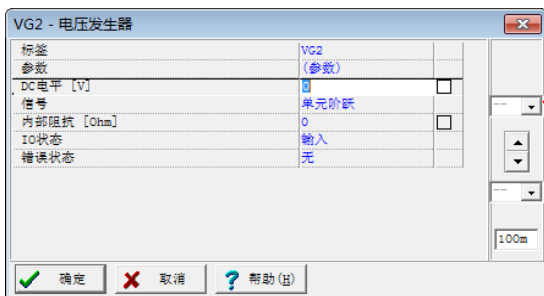 VG2 - 电压发生器
标签 VG2
参数 (参数)
DC电平 [V] 0
信号 单元阶跃
内部阻抗 [Ohm] 0
IO状态 输入
错误状态 无
--
--
100m
确定 取消 帮助(H)